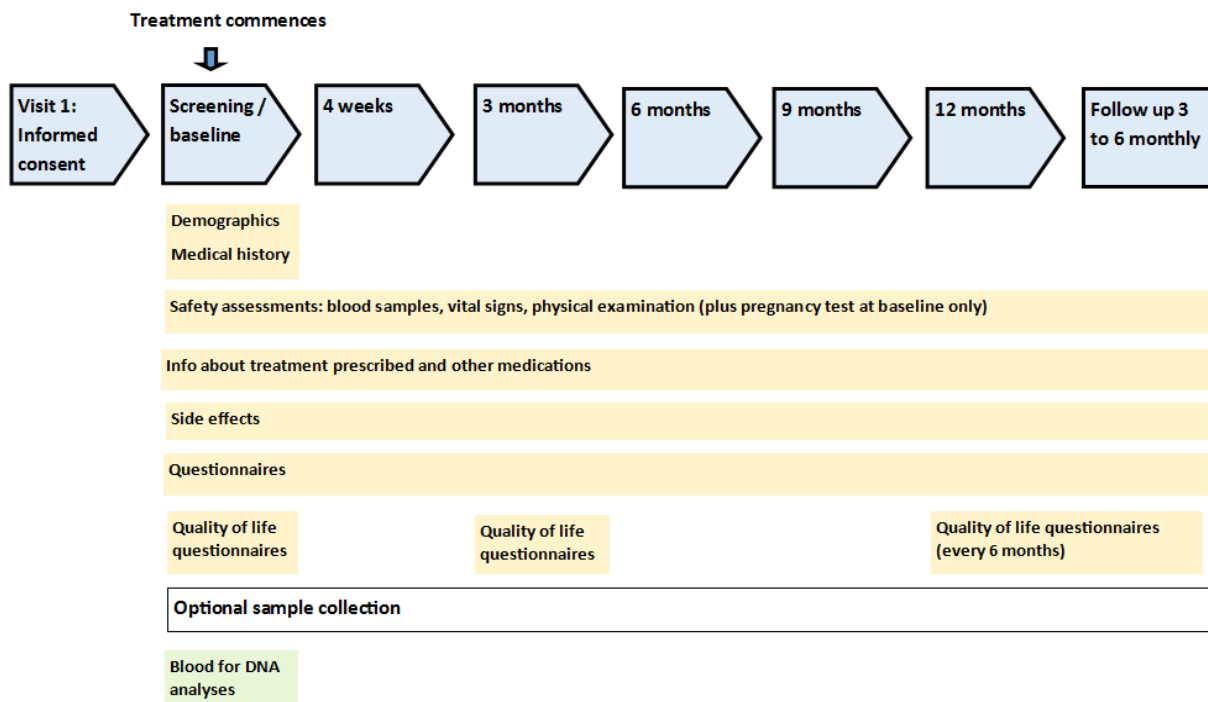 Treatment commences
Visit 1:
Informed
consent
Screening /
baseline
4 weeks
3 months
6 months
9 months
12 months
Follow up 3
to 6 monthly
Demographics
Medical history
Safety assessments: blood samples, vital signs, physical examination (plus pregnancy test at baseline only)
Info about treatment prescribed and other medications
Side effects
Questionnaires
Quality of life
questionnaires
Quality of life
questionnaires
Quality of life questionnaires
(every 6 months)
Optional sample collection
Blood for DNA
analyses